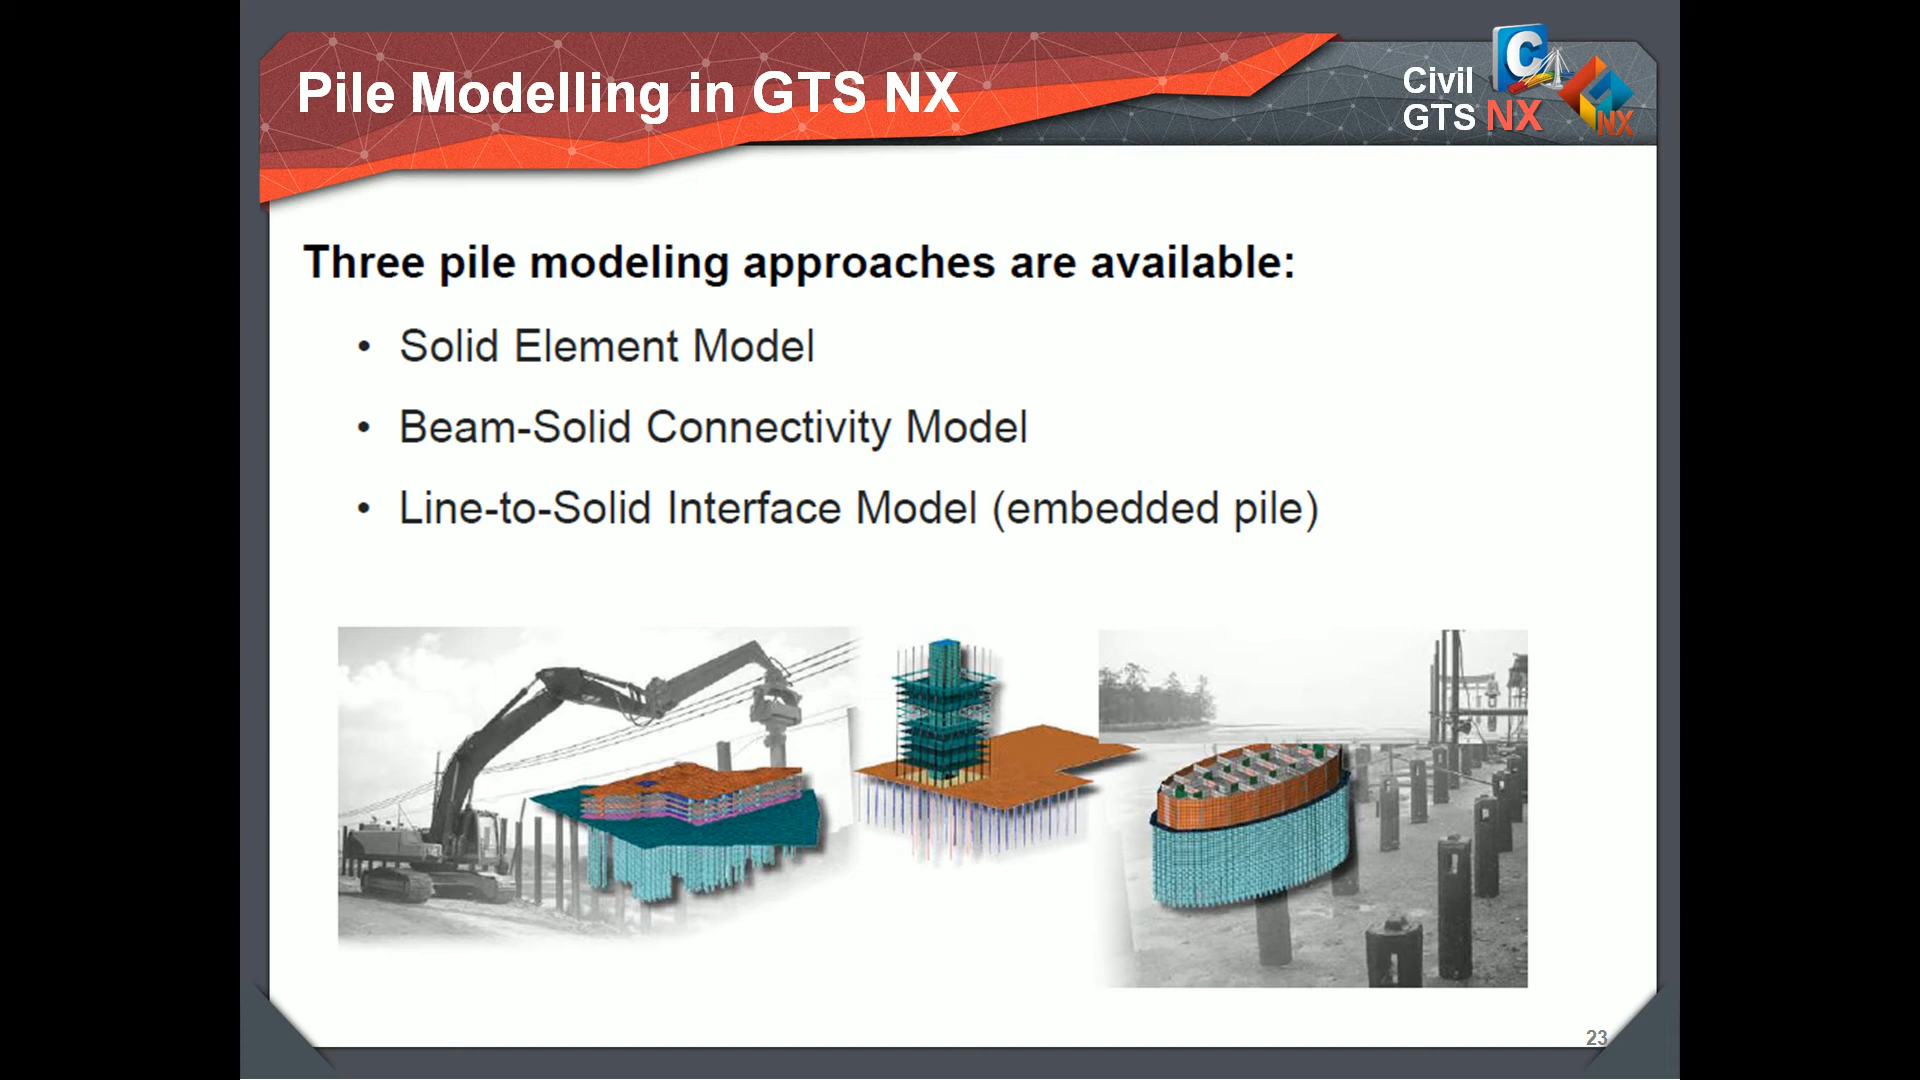 Pile Modelling in GTS NX
Civil
GTS NX
C
NX
Three pile modeling approaches are available:
• Solid Element Model
• Beam-Solid Connectivity Model
• Line-to-Solid Interface Model (embedded pile)
23